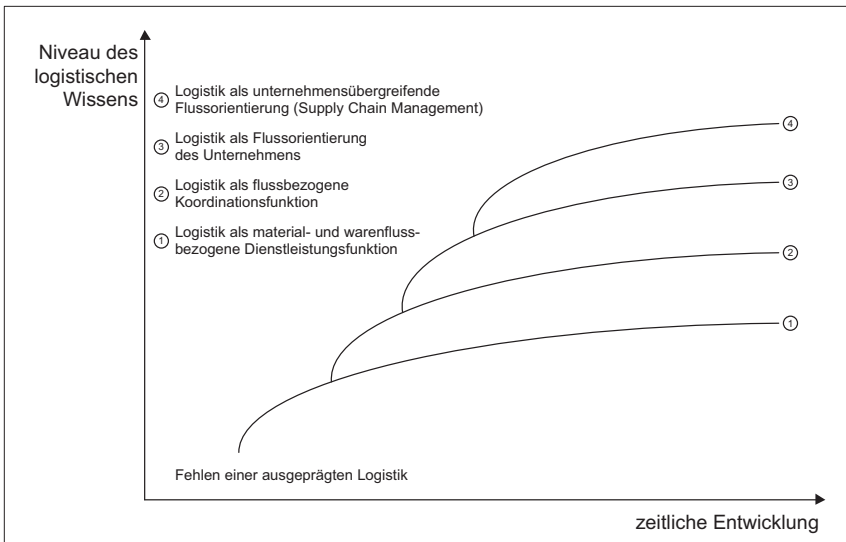 Niveau des
logistischen
Wissens
④ Logistik als unternehmensübergreifende
Flussorientierung (Supply Chain Management)
③ Logistik als Flussorientierung
des Unternehmens
② Logistik als flussbezogene
Koordinationsfunktion
① Logistik als material- und warenfluss-
bezogene Dienstleistungsfunktion
④
③
②
①
Fehlen einer ausgeprägten Logistik
zeitliche Entwicklung